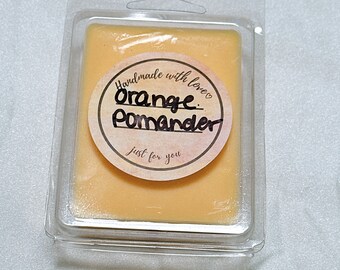 Handmade with love
orange.
pomander
just for you